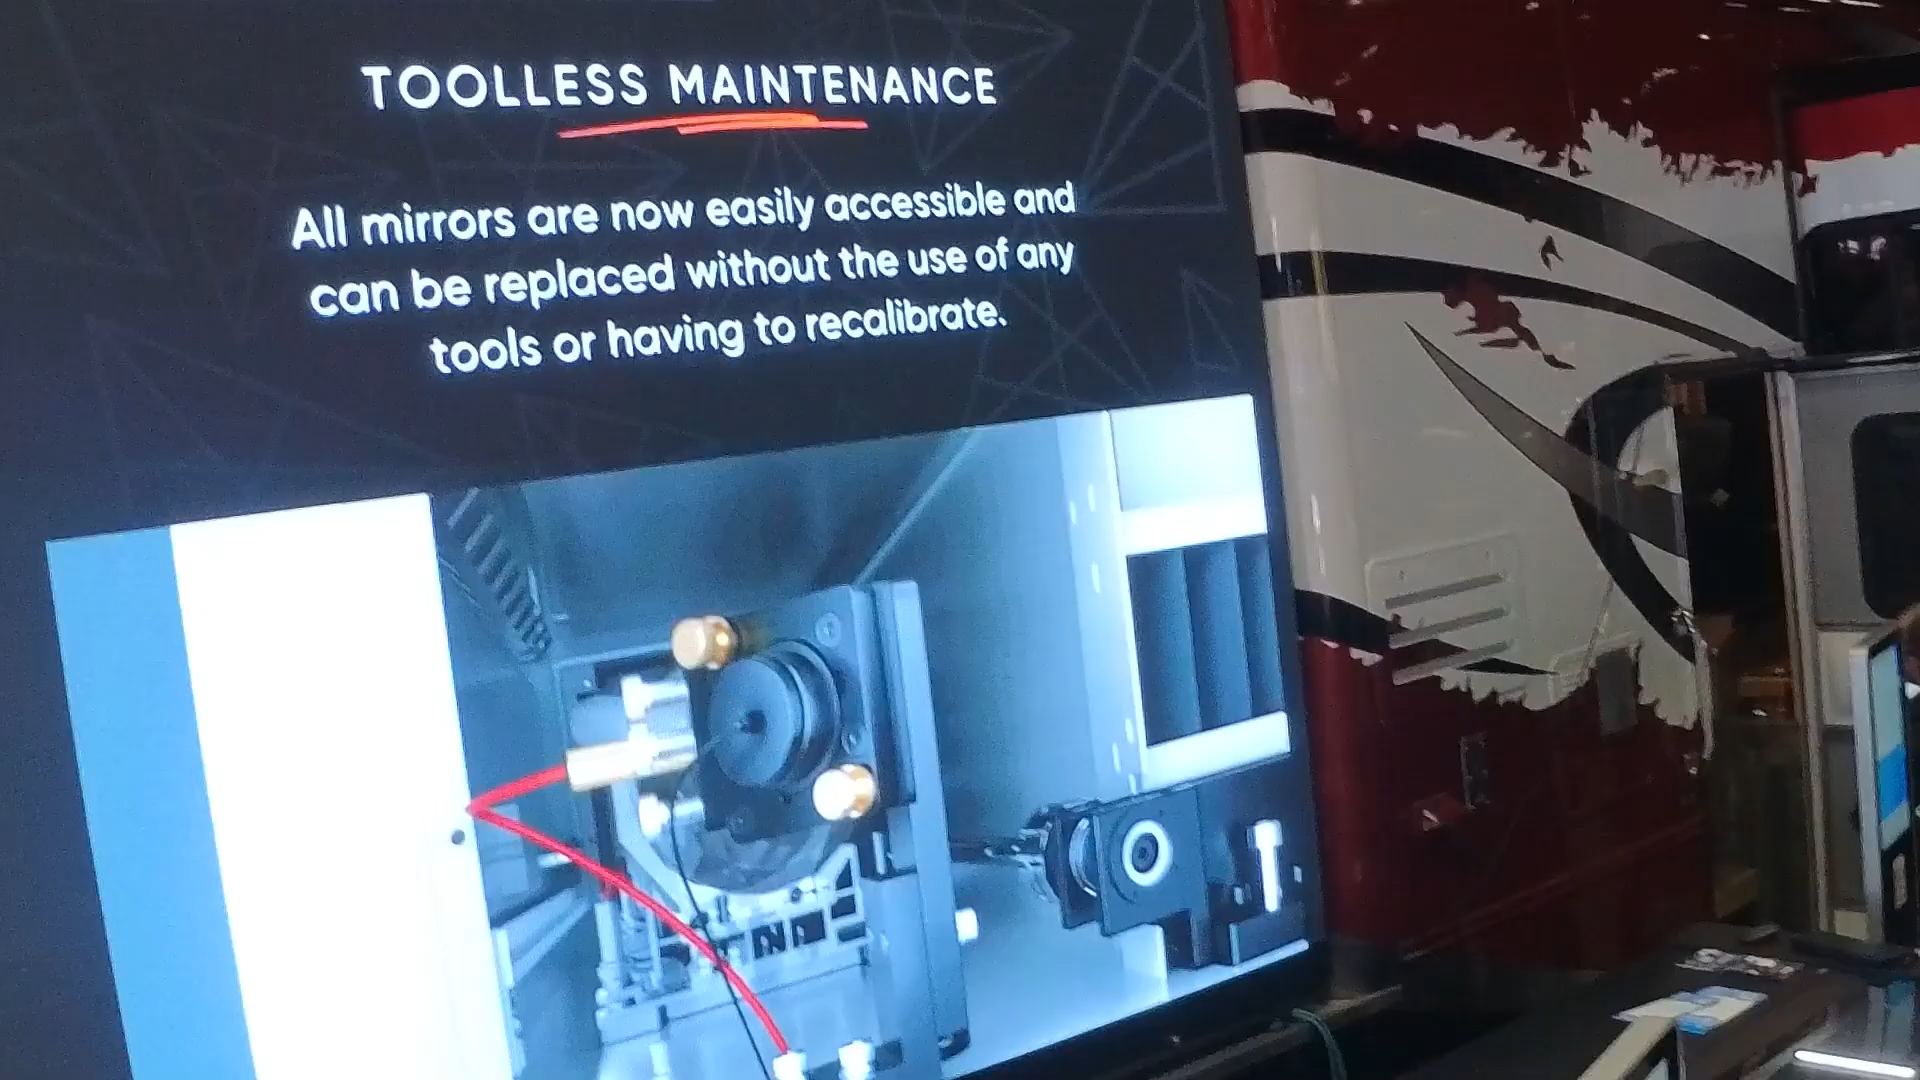 TOOLLESS MAINTENANCE
All mirrors are now easily accessible and
can be replaced without the use of any
tools or having to recalibrate.